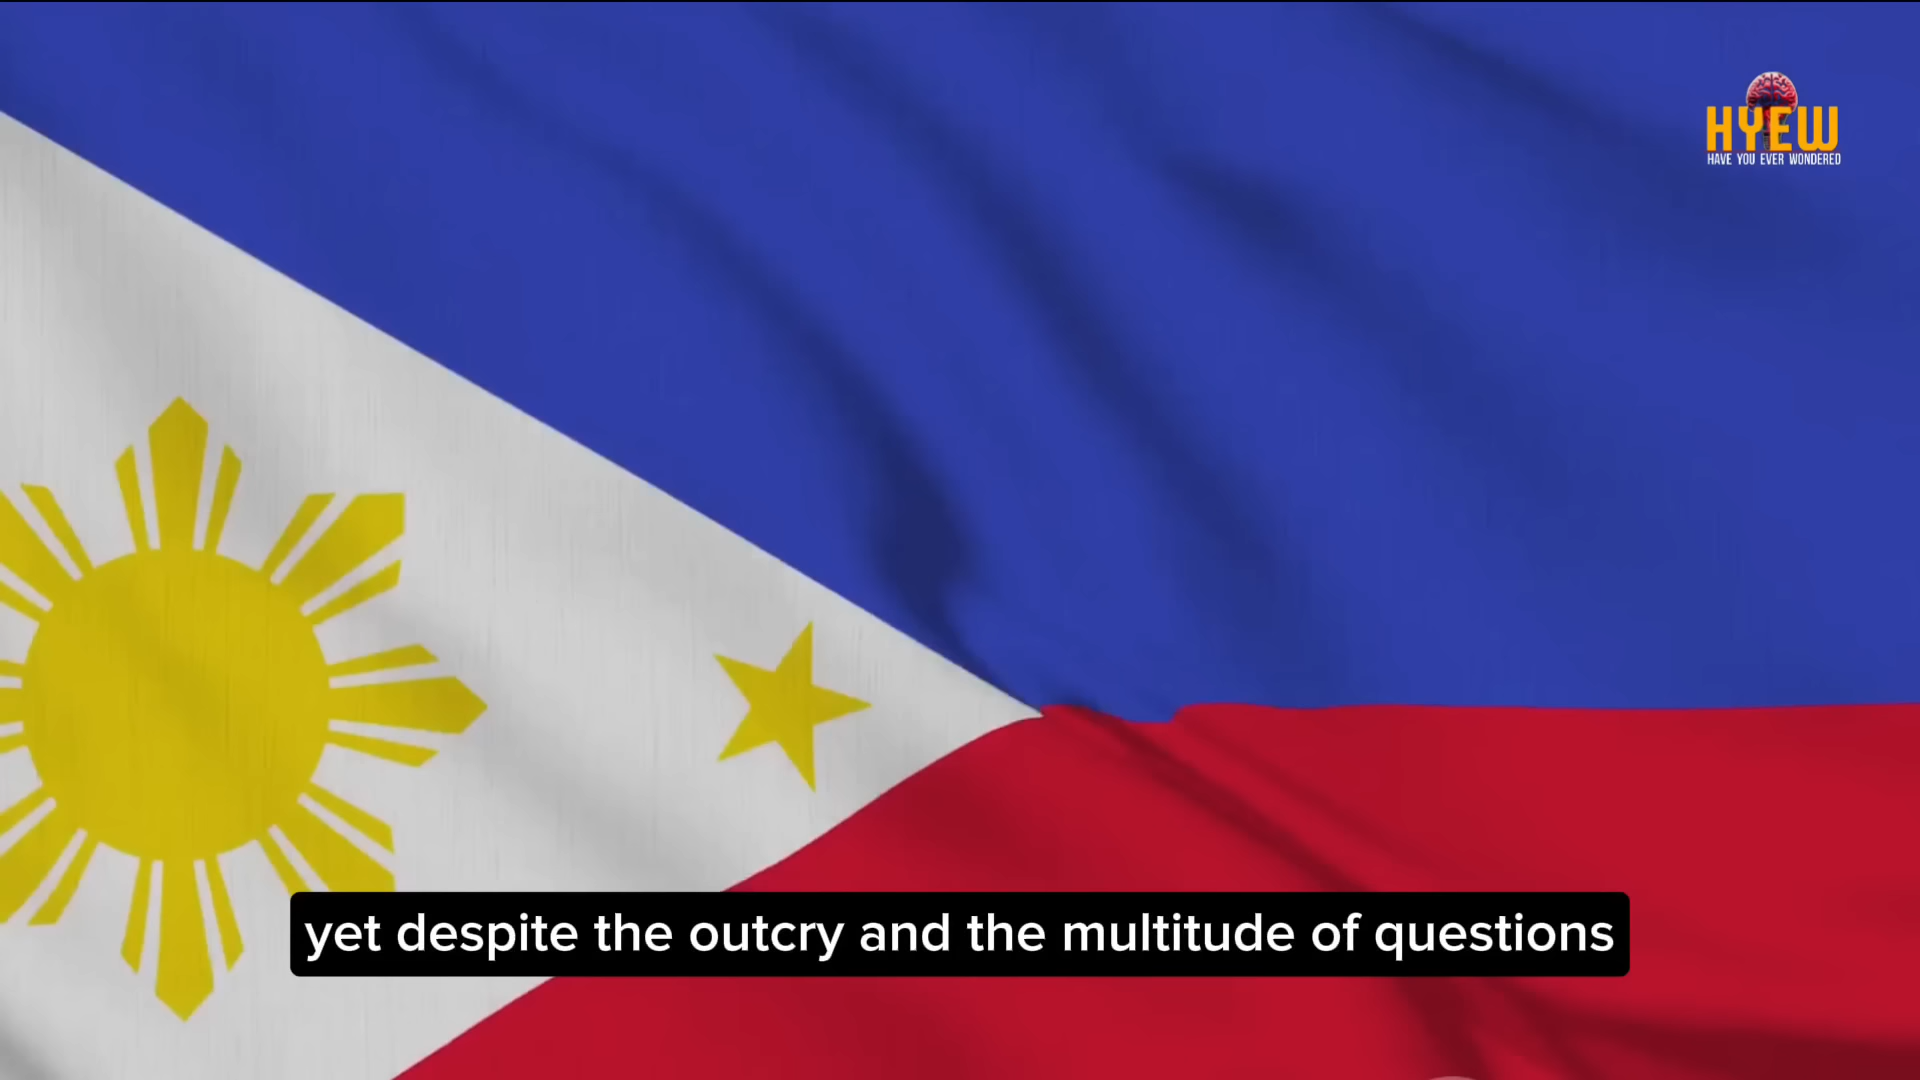 HYEW
HAVE YOU EVER WONDERED
yet despite the outcry and the multitude of questions